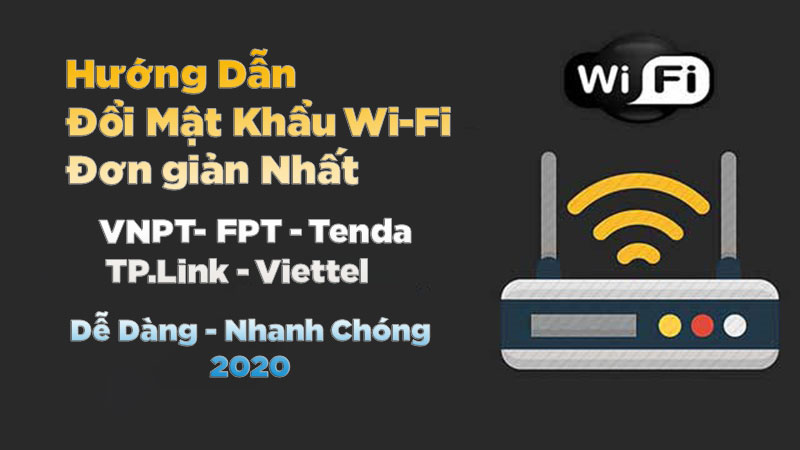 Hướng Dẫn
Đổi Mật Khẩu Wi-Fi
Đơn giản Nhất
VNPT- FPT - Tenda
TP.Link - Viettel
Dễ Dàng - Nhanh Chóng
2020
Wi Fi